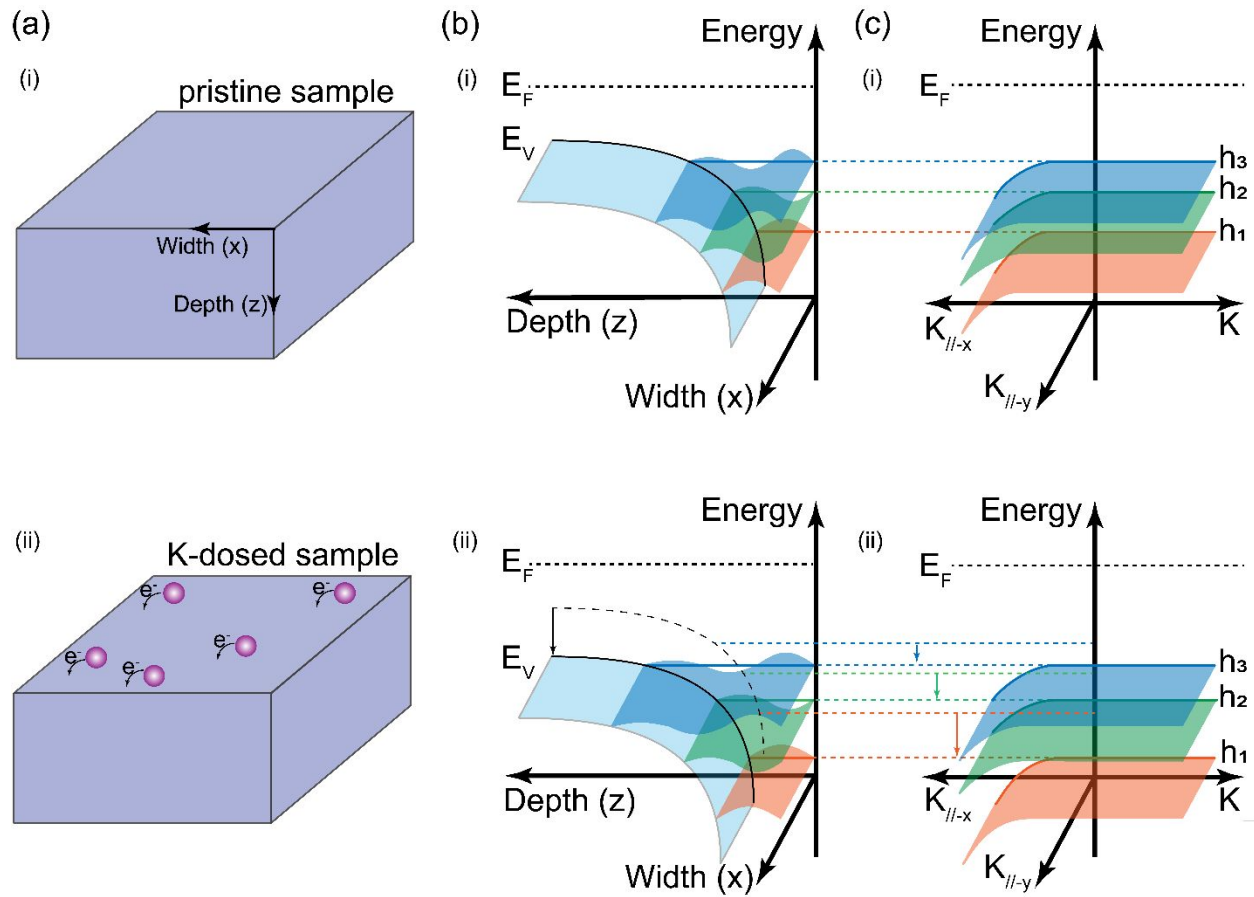 (a)
(i)
pristine sample
Width (x)
Depth (z)
(b)
(i)
Energy
E_F
E_V
Depth (z)
Width (x)
(c)
(i)
Energy
E_F
h₃
h₂
h₁
K_//-x
K
K_//-y
(ii)
K-dosed sample
e⁻
e⁻
e⁻
e⁻
e⁻
(ii)
Energy
E_F
E_V
Depth (z)
Width (x)
(ii)
Energy
E_F
h₃
h₂
h₁
K_//-x
K
K_//-y